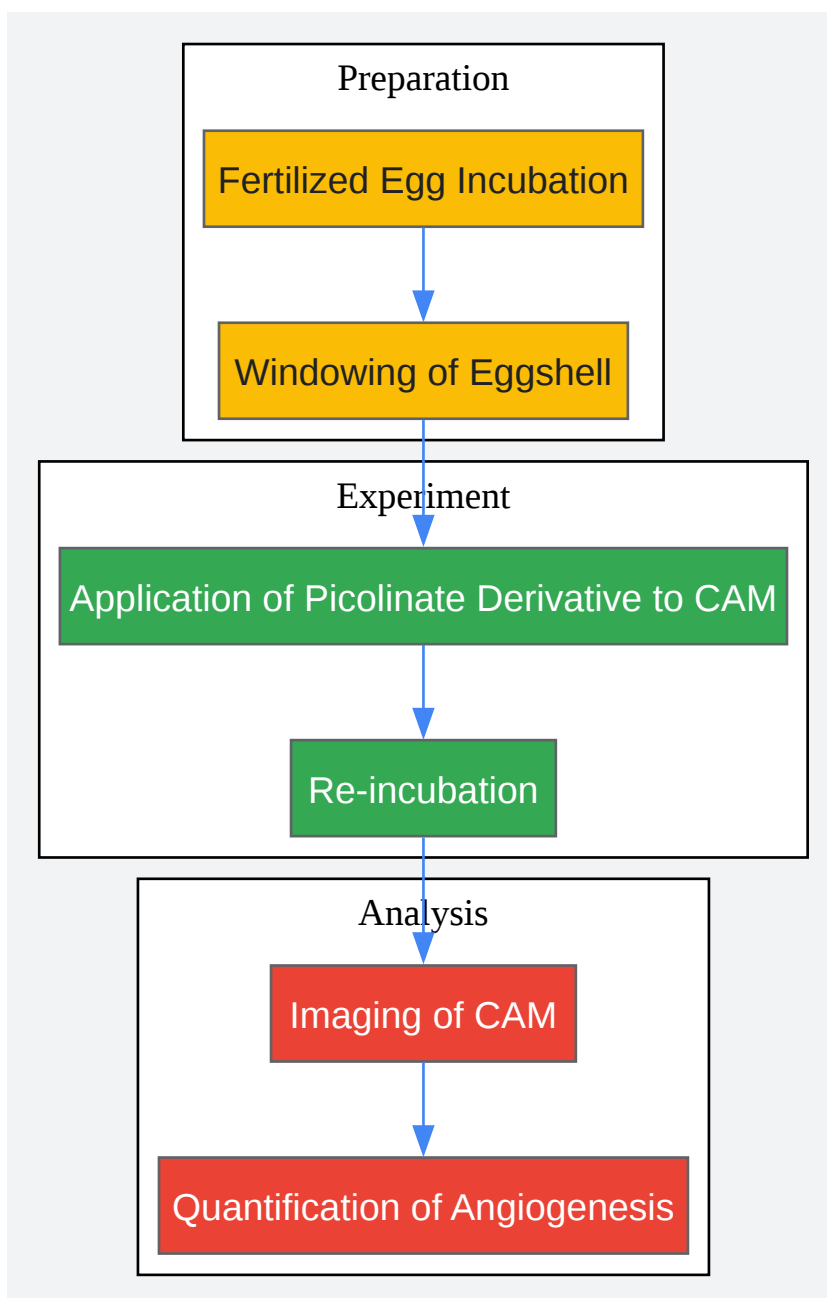 Preparation
Fertilized Egg Incubation
Windowing of Eggshell
Experiment
Application of Picolinate Derivative to CAM
Re-incubation
Analysis
Imaging of CAM
Quantification of Angiogenesis